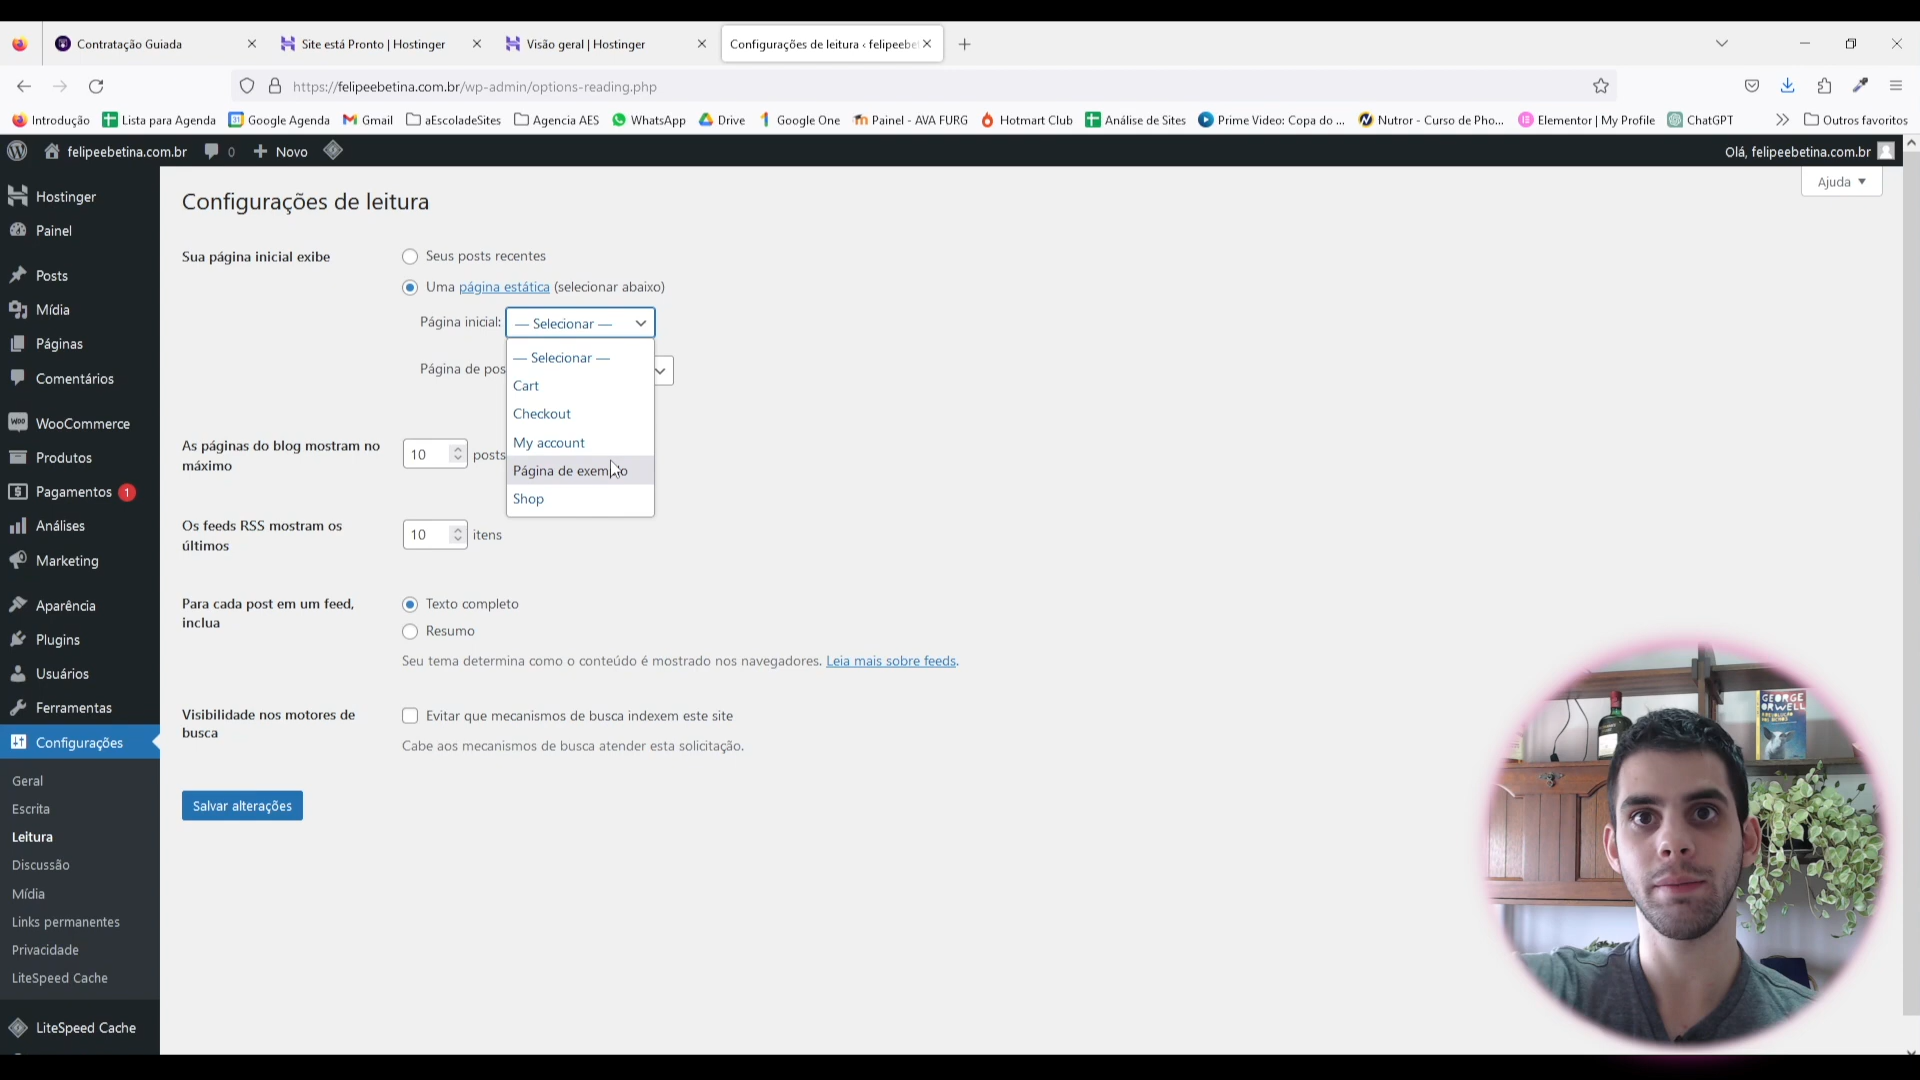 Contratação Guiada
Site está Pronto | Hostinger
Visão geral | Hostinger
Configurações de leitura ‹ felipeebe
https://felipeebetina.com.br/wp-admin/options-reading.php
Introdução
Lista para Agenda
Google Agenda
Gmail
aEscoladeSites
Agencia AES
WhatsApp
Drive
Google One
Painel - AVA FURG
Hotmart Club
Análise de Sites
Prime Video: Copa do ...
Nutror - Curso de Pho...
Elementor | My Profile
ChatGPT
Outros favoritos
felipeebetina.com.br
0
Novo
Olá, felipeebetina.com.br
Ajuda
Hostinger
Painel
Posts
Mídia
Páginas
Comentários
WooCommerce
Produtos
Pagamentos 1
Análises
Marketing
Aparência
Plugins
Usuários
Ferramentas
Configurações
Geral
Escrita
Leitura
Discussão
Mídia
Links permanentes
Privacidade
LiteSpeed Cache
LiteSpeed Cache
Configurações de leitura
Sua página inicial exibe
Seus posts recentes
Uma página estática (selecionar abaixo)
Página inicial: — Selecionar —
— Selecionar —
Cart
Checkout
My account
Página de exemplo
Shop
Página de pos
As páginas do blog mostram no
máximo
10 posts
Os feeds RSS mostram os
últimos
10 itens
Para cada post em um feed,
inclua
Texto completo
Resumo
Seu tema determina como o conteúdo é mostrado nos navegadores. Leia mais sobre feeds.
Visibilidade nos motores de
busca
Evitar que mecanismos de busca indexem este site
Cabe aos mecanismos de busca atender esta solicitação.
Salvar alterações
GEORGE
ORWELL